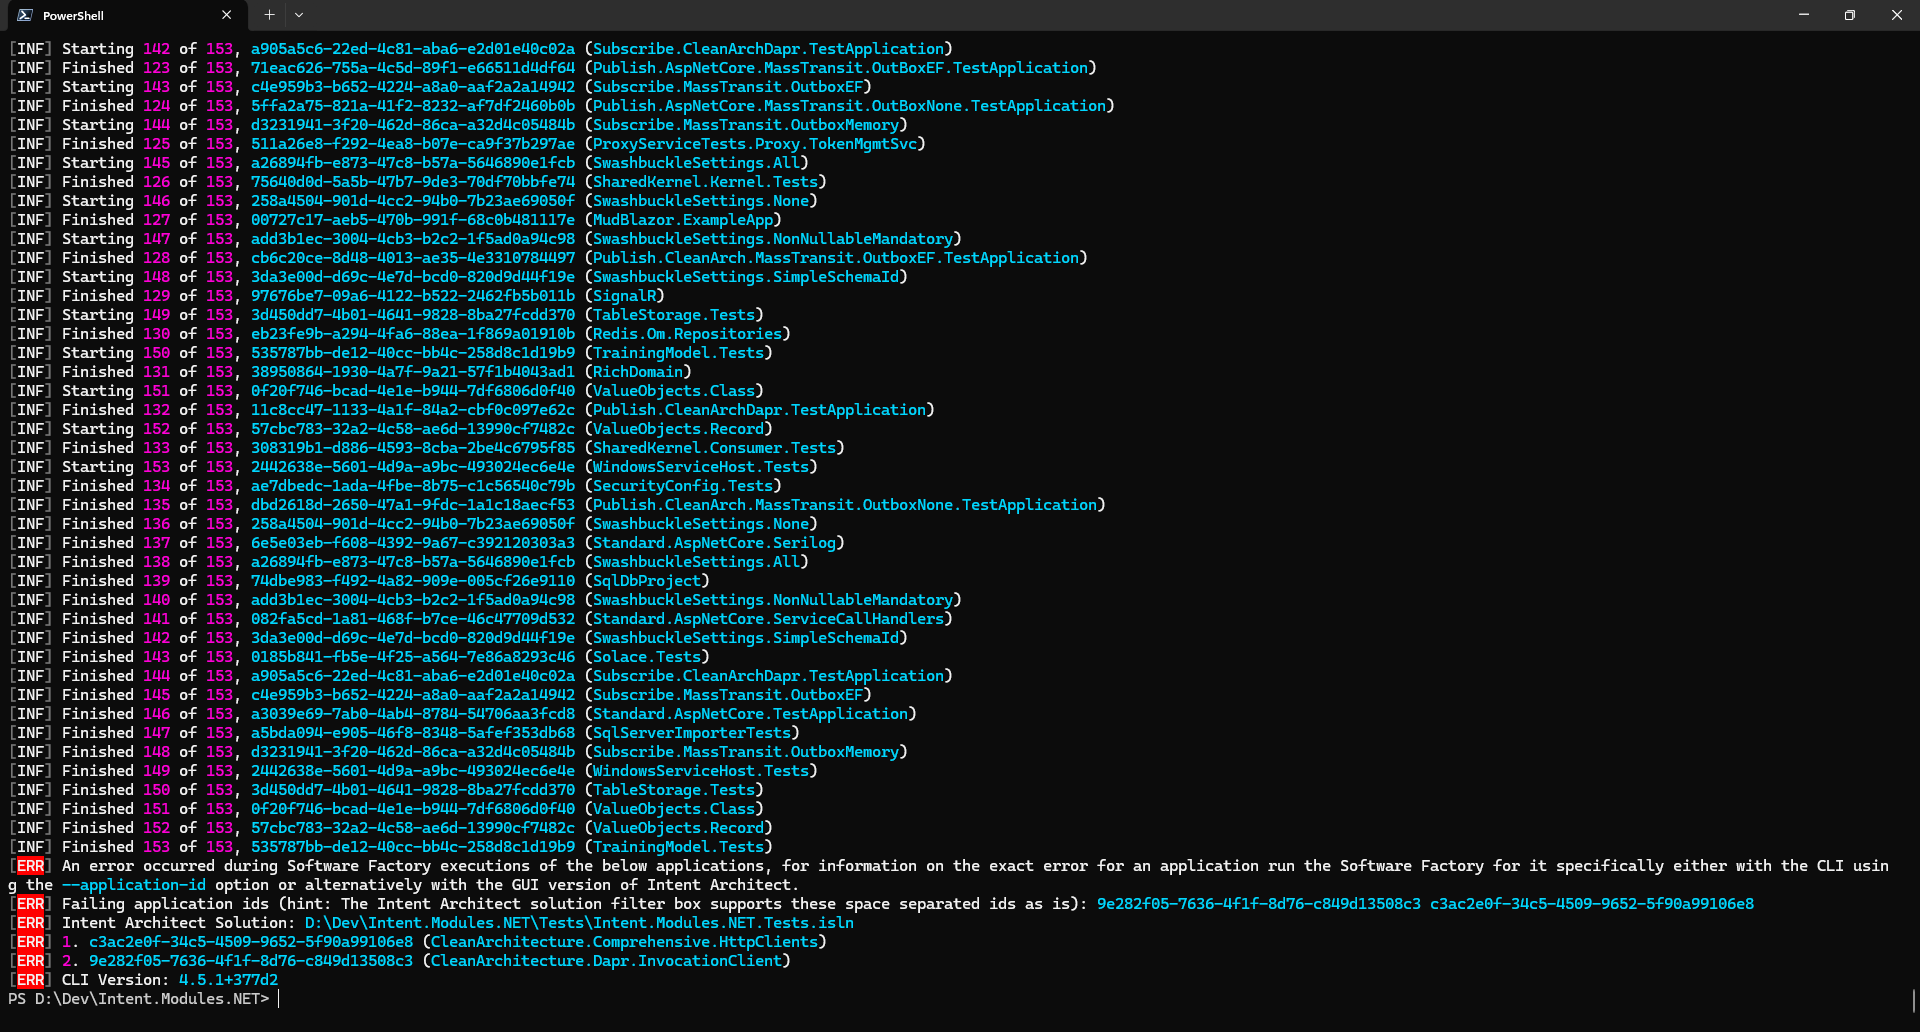 PowerShell
[INF] Starting 142 of 153, a905a5c6-22ed-4c81-aba6-e2d01e40c02a (Subscribe.CleanArchDapr.TestApplication)
[INF] Finished 123 of 153, 71eac626-755a-4c5d-89f1-e66511d4df64 (Publish.AspNetCore.MassTransit.OutBoxEF.TestApplication)
[INF] Starting 143 of 153, c4e959b3-b652-4224-a8a0-aaf2a2a14942 (Subscribe.MassTransit.OutboxEF)
[INF] Finished 124 of 153, 5ffa2a75-821a-41f2-8232-af7df2460b0b (Publish.AspNetCore.MassTransit.OutBoxNone.TestApplication)
[INF] Starting 144 of 153, d3231941-3f20-462d-86ca-a32d4c05484b (Subscribe.MassTransit.OutboxMemory)
[INF] Finished 125 of 153, 511a26e8-f292-4ea8-b07e-ca9f37b297ae (ProxyServiceTests.Proxy.TokenMgmtSvc)
[INF] Starting 145 of 153, a26894fb-e873-47c8-b57a-5646890e1fcb (SwashbuckleSettings.All)
[INF] Finished 126 of 153, 75640d0d-5a5b-47b7-9de3-70df70bbfe74 (SharedKernel.Kernel.Tests)
[INF] Starting 146 of 153, 258a4504-901d-4cc2-94b0-7b23ae69050f (SwashbuckleSettings.None)
[INF] Finished 127 of 153, 00727c17-aeb5-470b-991f-68c0b481117e (MudBlazor.ExampleApp)
[INF] Starting 147 of 153, add3b1ec-3004-4cb3-b2c2-1f5ad0a94c98 (SwashbuckleSettings.NonNullableMandatory)
[INF] Finished 128 of 153, cb6c20ce-8d48-4013-ae35-4e3310784497 (Publish.CleanArch.MassTransit.OutboxEF.TestApplication)
[INF] Starting 148 of 153, 3da3e00d-d69c-4e7d-bcd0-820d9d44f19e (SwashbuckleSettings.SimpleSchemaId)
[INF] Finished 129 of 153, 97676be7-09a6-4122-b522-2462fb5b011b (SignalR)
[INF] Starting 149 of 153, 3d450dd7-4b01-4641-9828-8ba27fcdd370 (TableStorage.Tests)
[INF] Finished 130 of 153, eb23fe9b-a294-4fa6-88ea-1f869a01910b (Redis.Om.Repositories)
[INF] Starting 150 of 153, 535787bb-de12-40cc-bb4c-258d8c1d19b9 (TrainingModel.Tests)
[INF] Finished 131 of 153, 38950864-1930-4a7f-9a21-57f1b4043ad1 (RichDomain)
[INF] Starting 151 of 153, 0f20f746-bcad-4e1e-b944-7df6806d0f40 (ValueObjects.Class)
[INF] Finished 132 of 153, 11c8cc47-1133-4a1f-84a2-cbf0c097e62c (Publish.CleanArchDapr.TestApplication)
[INF] Starting 152 of 153, 57cbc783-32a2-4c58-ae6d-13990cf7482c (ValueObjects.Record)
[INF] Finished 133 of 153, 308319b1-d886-4593-8cba-2be4c6795f85 (SharedKernel.Consumer.Tests)
[INF] Starting 153 of 153, 2442638e-5601-4d9a-a9bc-493024ec6e4e (WindowsServiceHost.Tests)
[INF] Finished 134 of 153, ae7dbedc-1ada-4fbe-8b75-c1c56540c79b (SecurityConfig.Tests)
[INF] Finished 135 of 153, dbd2618d-2650-47a1-9fdc-1a1c18aecf53 (Publish.CleanArch.MassTransit.OutboxNone.TestApplication)
[INF] Finished 136 of 153, 258a4504-901d-4cc2-94b0-7b23ae69050f (SwashbuckleSettings.None)
[INF] Finished 137 of 153, 6e5e03eb-f608-4392-9a67-c392120303a3 (Standard.AspNetCore.Serilog)
[INF] Finished 138 of 153, a26894fb-e873-47c8-b57a-5646890e1fcb (SwashbuckleSettings.All)
[INF] Finished 139 of 153, 74dbe983-f492-4a82-909e-005cf26e9110 (SqlDbProject)
[INF] Finished 140 of 153, add3b1ec-3004-4cb3-b2c2-1f5ad0a94c98 (SwashbuckleSettings.NonNullableMandatory)
[INF] Finished 141 of 153, 082fa5cd-1a81-468f-b7ce-46c47709d532 (Standard.AspNetCore.ServiceCallHandlers)
[INF] Finished 142 of 153, 3da3e00d-d69c-4e7d-bcd0-820d9d44f19e (SwashbuckleSettings.SimpleSchemaId)
[INF] Finished 143 of 153, 0185b841-fb5e-4f25-a564-7e86a8293c46 (Solace.Tests)
[INF] Finished 144 of 153, a905a5c6-22ed-4c81-aba6-e2d01e40c02a (Subscribe.CleanArchDapr.TestApplication)
[INF] Finished 145 of 153, c4e959b3-b652-4224-a8a0-aaf2a2a14942 (Subscribe.MassTransit.OutboxEF)
[INF] Finished 146 of 153, a3039e69-7ab0-4ab4-8784-54706aa3fcd8 (Standard.AspNetCore.TestApplication)
[INF] Finished 147 of 153, a5bda094-e905-46f8-8348-5afef353db68 (SqlServerImporterTests)
[INF] Finished 148 of 153, d3231941-3f20-462d-86ca-a32d4c05484b (Subscribe.MassTransit.OutboxMemory)
[INF] Finished 149 of 153, 2442638e-5601-4d9a-a9bc-493024ec6e4e (WindowsServiceHost.Tests)
[INF] Finished 150 of 153, 3d450dd7-4b01-4641-9828-8ba27fcdd370 (TableStorage.Tests)
[INF] Finished 151 of 153, 0f20f746-bcad-4e1e-b944-7df6806d0f40 (ValueObjects.Class)
[INF] Finished 152 of 153, 57cbc783-32a2-4c58-ae6d-13990cf7482c (ValueObjects.Record)
[INF] Finished 153 of 153, 535787bb-de12-40cc-bb4c-258d8c1d19b9 (TrainingModel.Tests)
[ERR] An error occurred during Software Factory executions of the below applications, for information on the exact error for an application run the Software Factory for it specifically either with the CLI usin
g the --application-id option or alternatively with the GUI version of Intent Architect.
[ERR] Failing application ids (hint: The Intent Architect solution filter box supports these space separated ids as is): 9e282f05-7636-4f1f-8d76-c849d13508c3 c3ac2e0f-34c5-4509-9652-5f90a99106e8
[ERR] Intent Architect Solution: D:\Dev\Intent.Modules.NET\Tests\Intent.Modules.NET.Tests.isln
[ERR] 1. c3ac2e0f-34c5-4509-9652-5f90a99106e8 (CleanArchitecture.Comprehensive.HttpClients)
[ERR] 2. 9e282f05-7636-4f1f-8d76-c849d13508c3 (CleanArchitecture.Dapr.InvocationClient)
[ERR] CLI Version: 4.5.1+377d2
PS D:\Dev\Intent.Modules.NET>